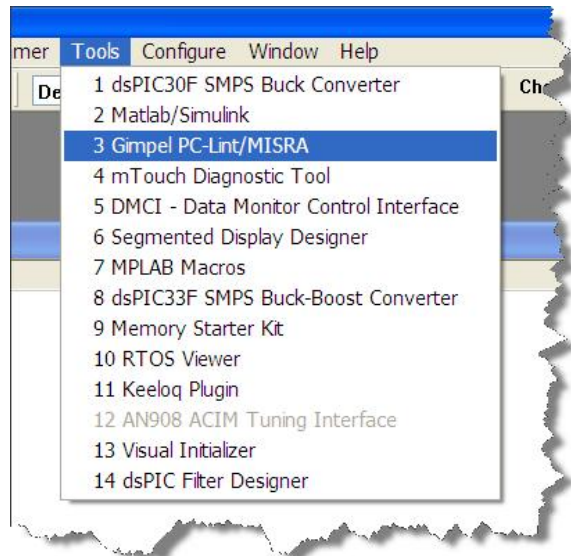 mer Tools Configure Window Help
De
Che
1 dsPIC30F SMPS Buck Converter
2 Matlab/Simulink
3 Gimpel PC-Lint/MISRA
4 mTouch Diagnostic Tool
5 DMCI - Data Monitor Control Interface
6 Segmented Display Designer
7 MPLAB Macros
8 dsPIC33F SMPS Buck-Boost Converter
9 Memory Starter Kit
10 RTOS Viewer
11 Keeloq Plugin
12 AN908 ACIM Tuning Interface
13 Visual Initializer
14 dsPIC Filter Designer